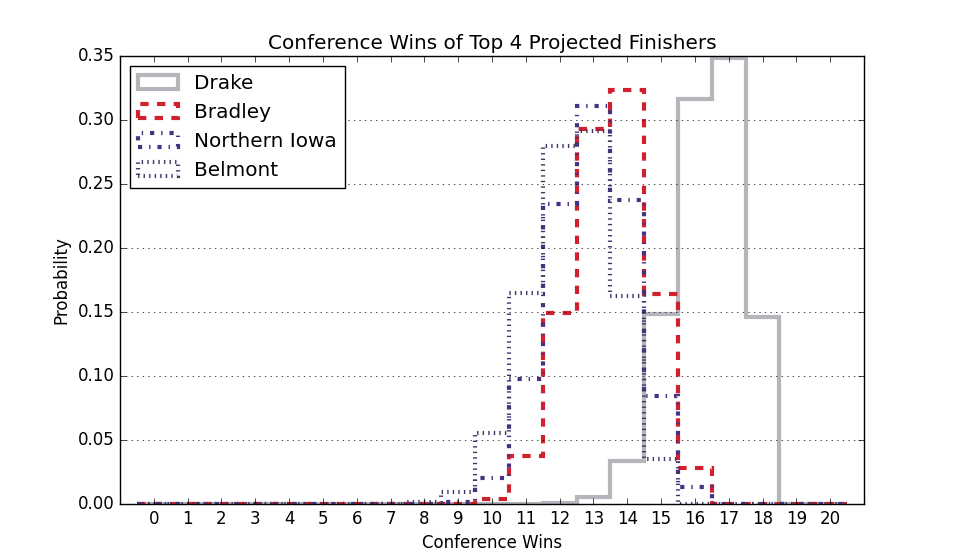 Conference Wins of Top 4 Projected Finishers
Drake
Bradley
Northern Iowa
Belmont
Probability
0.35
0.30
0.25
0.20
0.15
0.10
0.05
0.00
0 1 2 3 4 5 6 7 8 9 10 11 12 13 14 15 16 17 18 19 20
Conference Wins